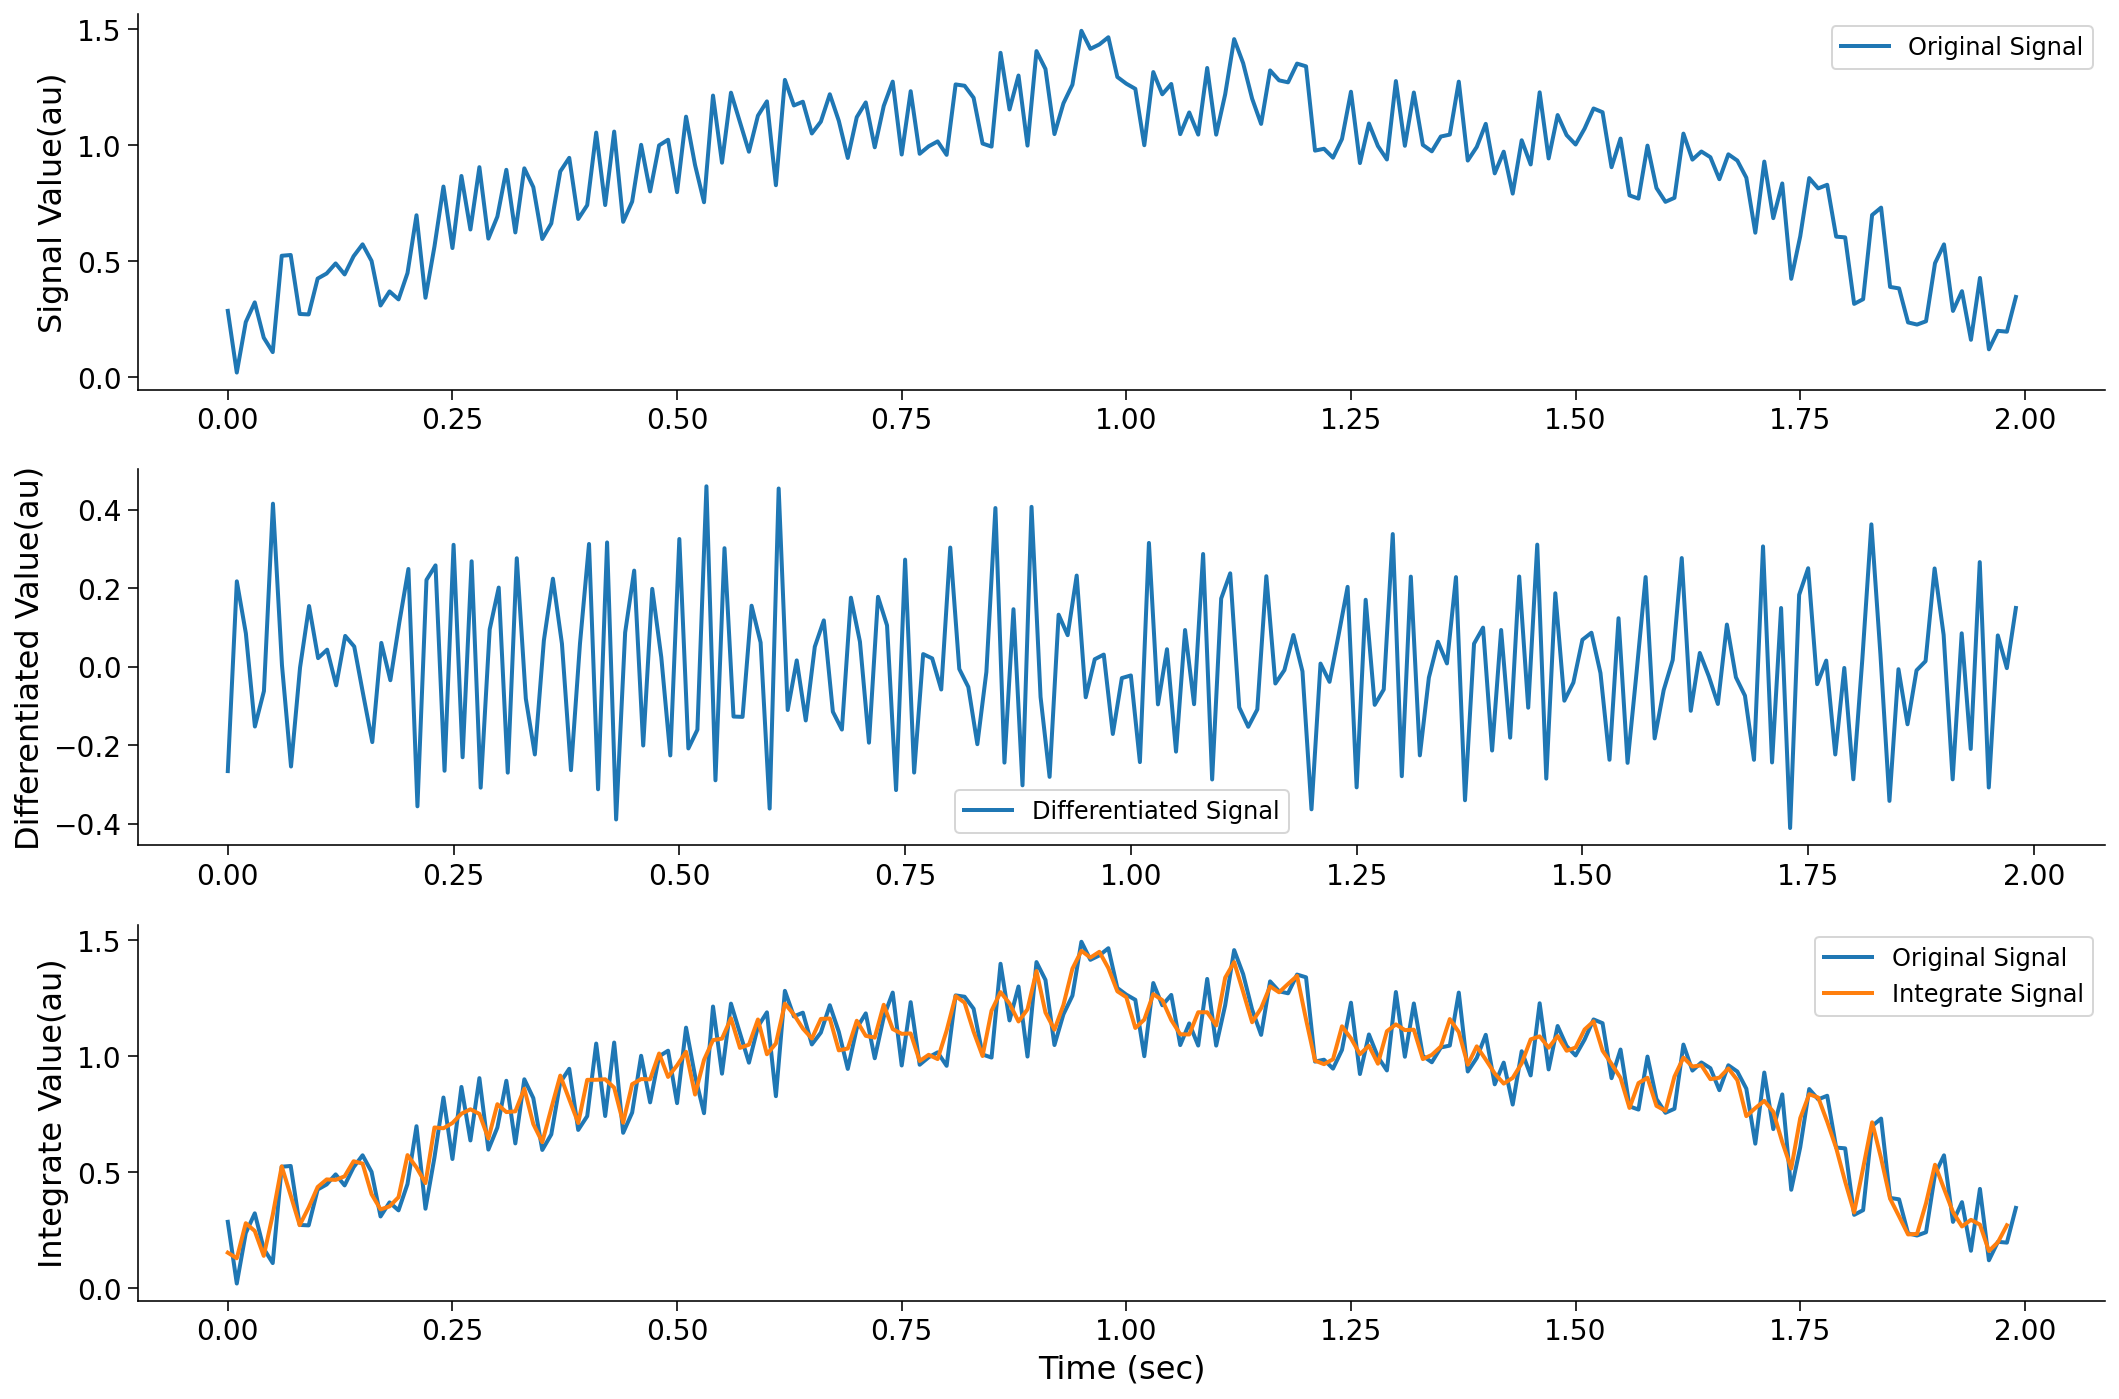 Signal Value(au)
1.5
1.0
0.5
0.0
Original Signal
0.00 0.25 0.50 0.75 1.00 1.25 1.50 1.75 2.00
Differentiated Value(au)
0.4
0.2
0.0
−0.2
−0.4
Differentiated Signal
0.00 0.25 0.50 0.75 1.00 1.25 1.50 1.75 2.00
Integrate Value(au)
1.5
1.0
0.5
0.0
Original Signal
Integrate Signal
0.00 0.25 0.50 0.75 1.00 1.25 1.50 1.75 2.00
Time (sec)